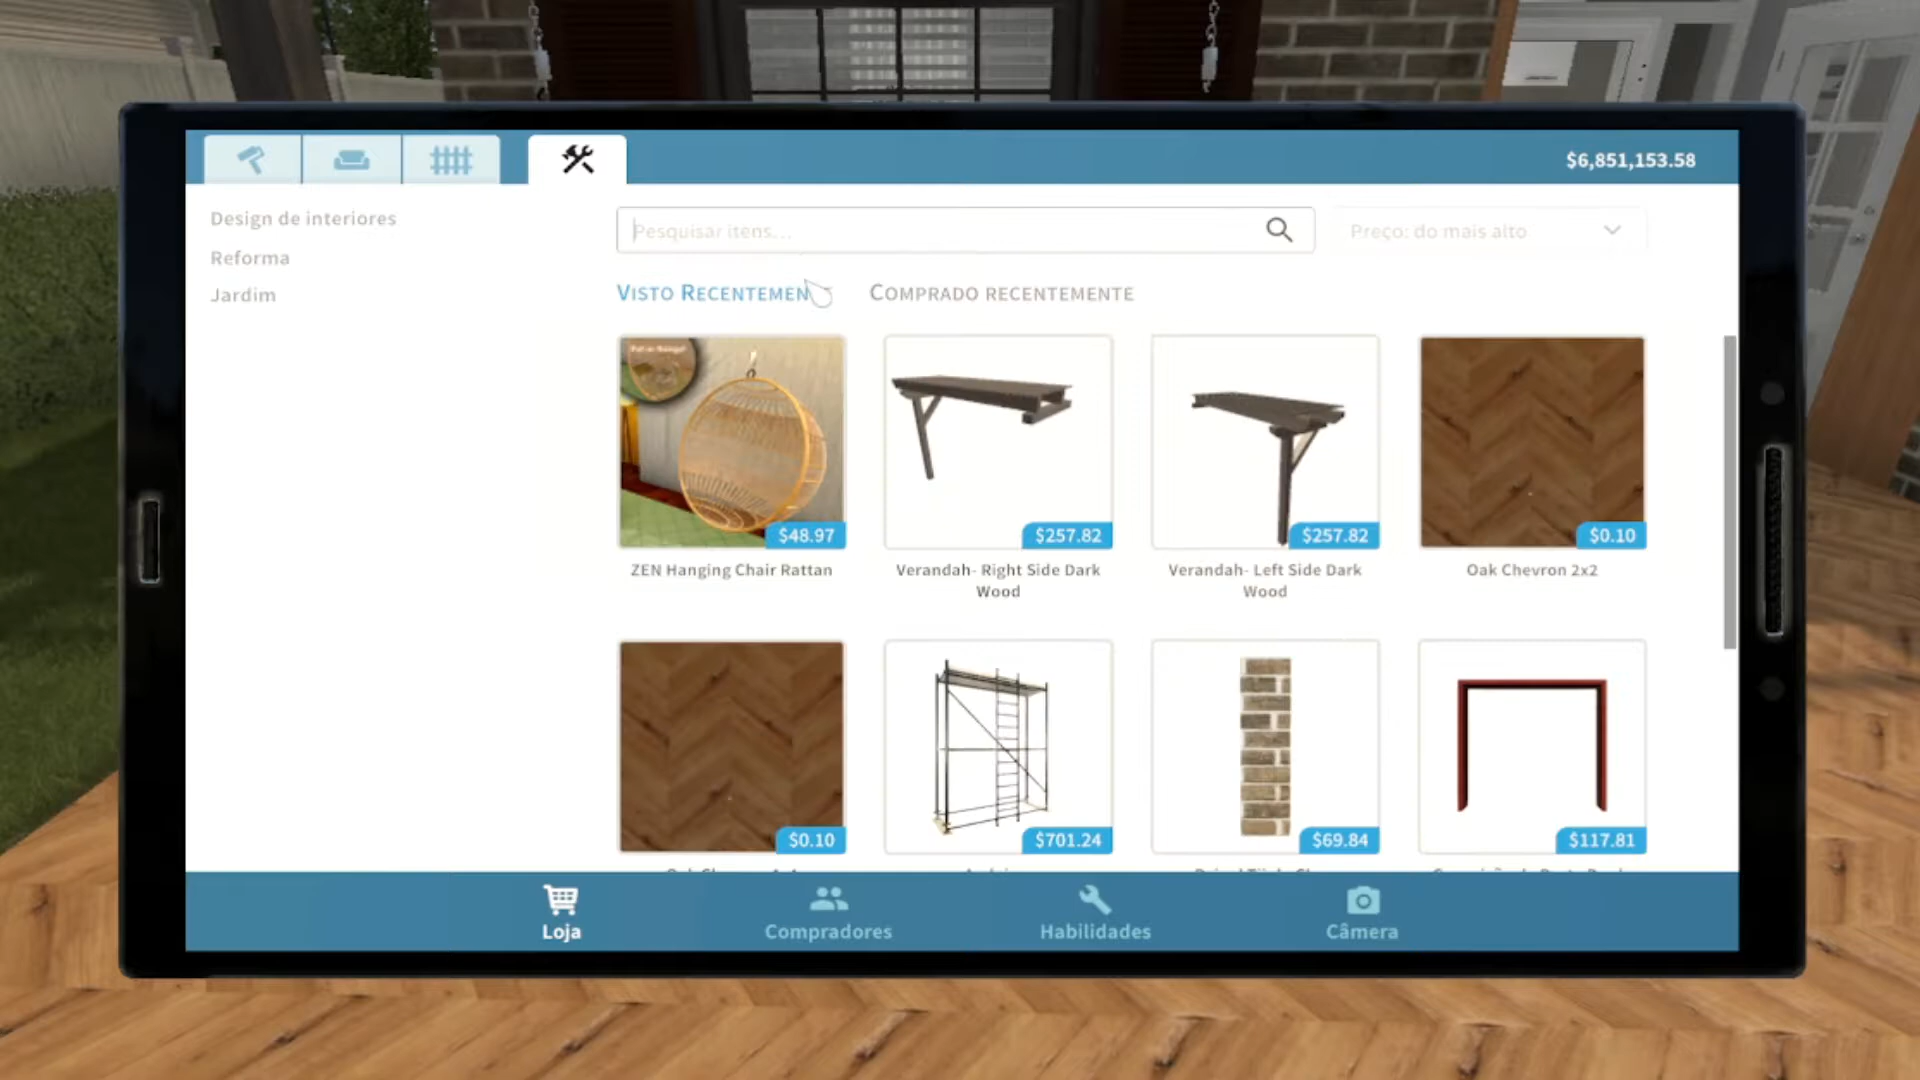 $6,851,153.58
Design de interiores
Reforma
Jardim
Pesquisar itens...
Preço: do mais alto
VISTO RECENTEMEN
COMPRADO RECENTEMENTE
$48.97
$257.82
$257.82
$0.10
ZEN Hanging Chair Rattan
Verandah- Right Side Dark
Wood
Verandah- Left Side Dark
Wood
Oak Chevron 2x2
$0.10
$701.24
$69.84
$117.81
Loja
Compradores
Habilidades
Câmera